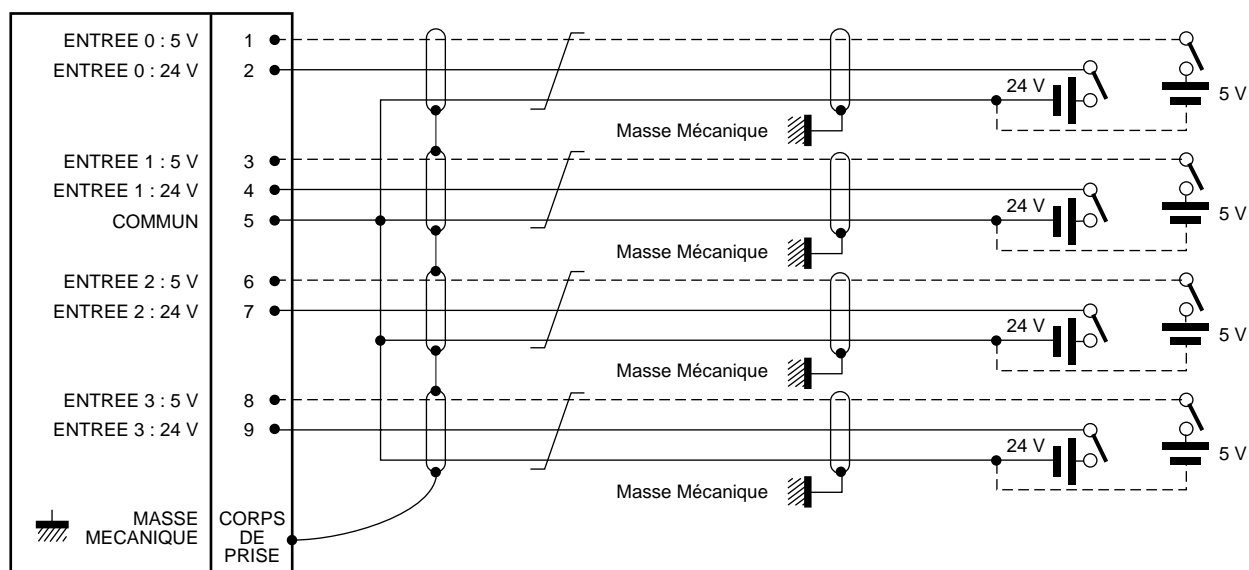 ENTREE 0 : 5 V 1
ENTREE 0 : 24 V 2
24 V
5 V
Masse Mécanique
ENTREE 1 : 5 V 3
ENTREE 1 : 24 V 4
24 V
COMMUN 5
5 V
Masse Mécanique
ENTREE 2 : 5 V 6
ENTREE 2 : 24 V 7
24 V
5 V
Masse Mécanique
ENTREE 3 : 5 V 8
ENTREE 3 : 24 V 9
24 V
5 V
Masse Mécanique
MASSE
MECANIQUE
CORPS
DE
PRISE